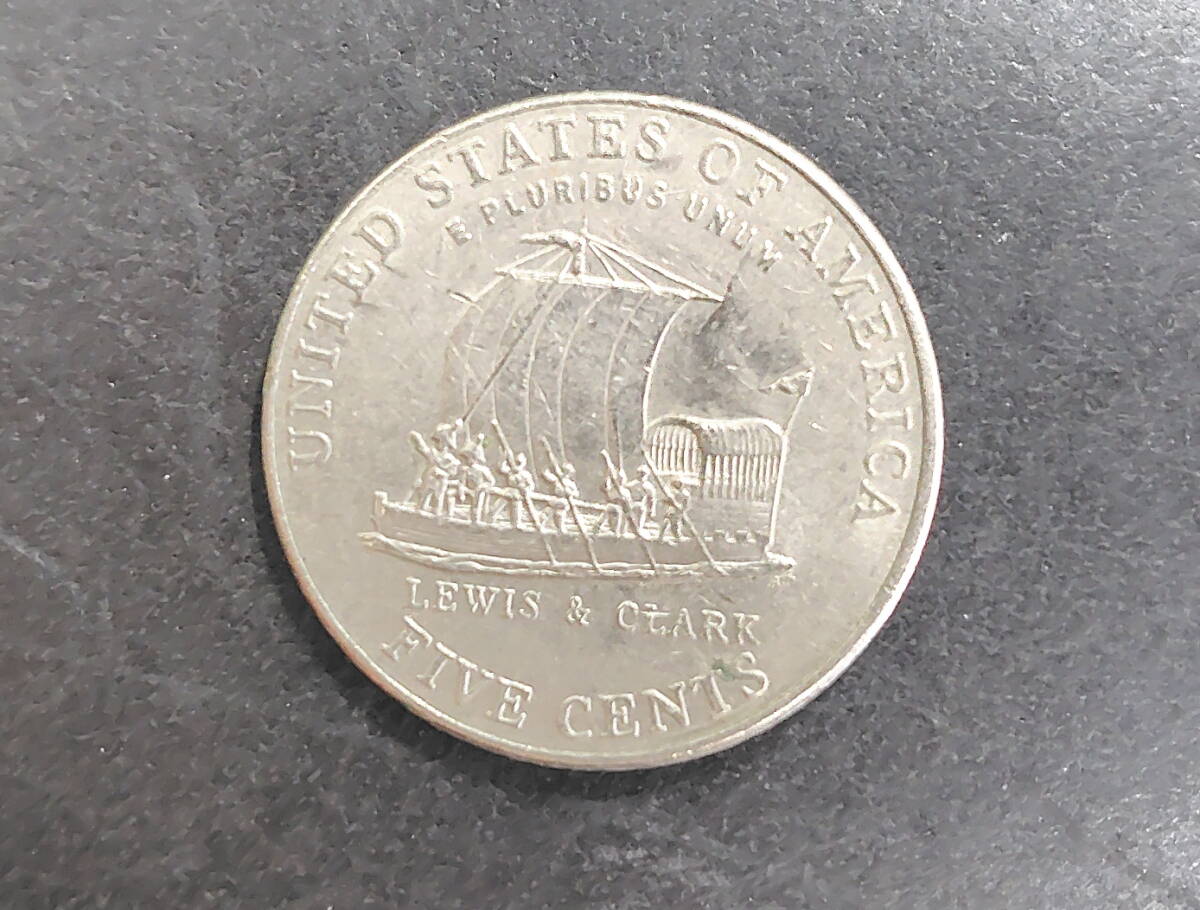 UNITED STATES OF AMERICA
E PLURIBUS UNUM
LEWIS & CLARK
FIVE CENTS